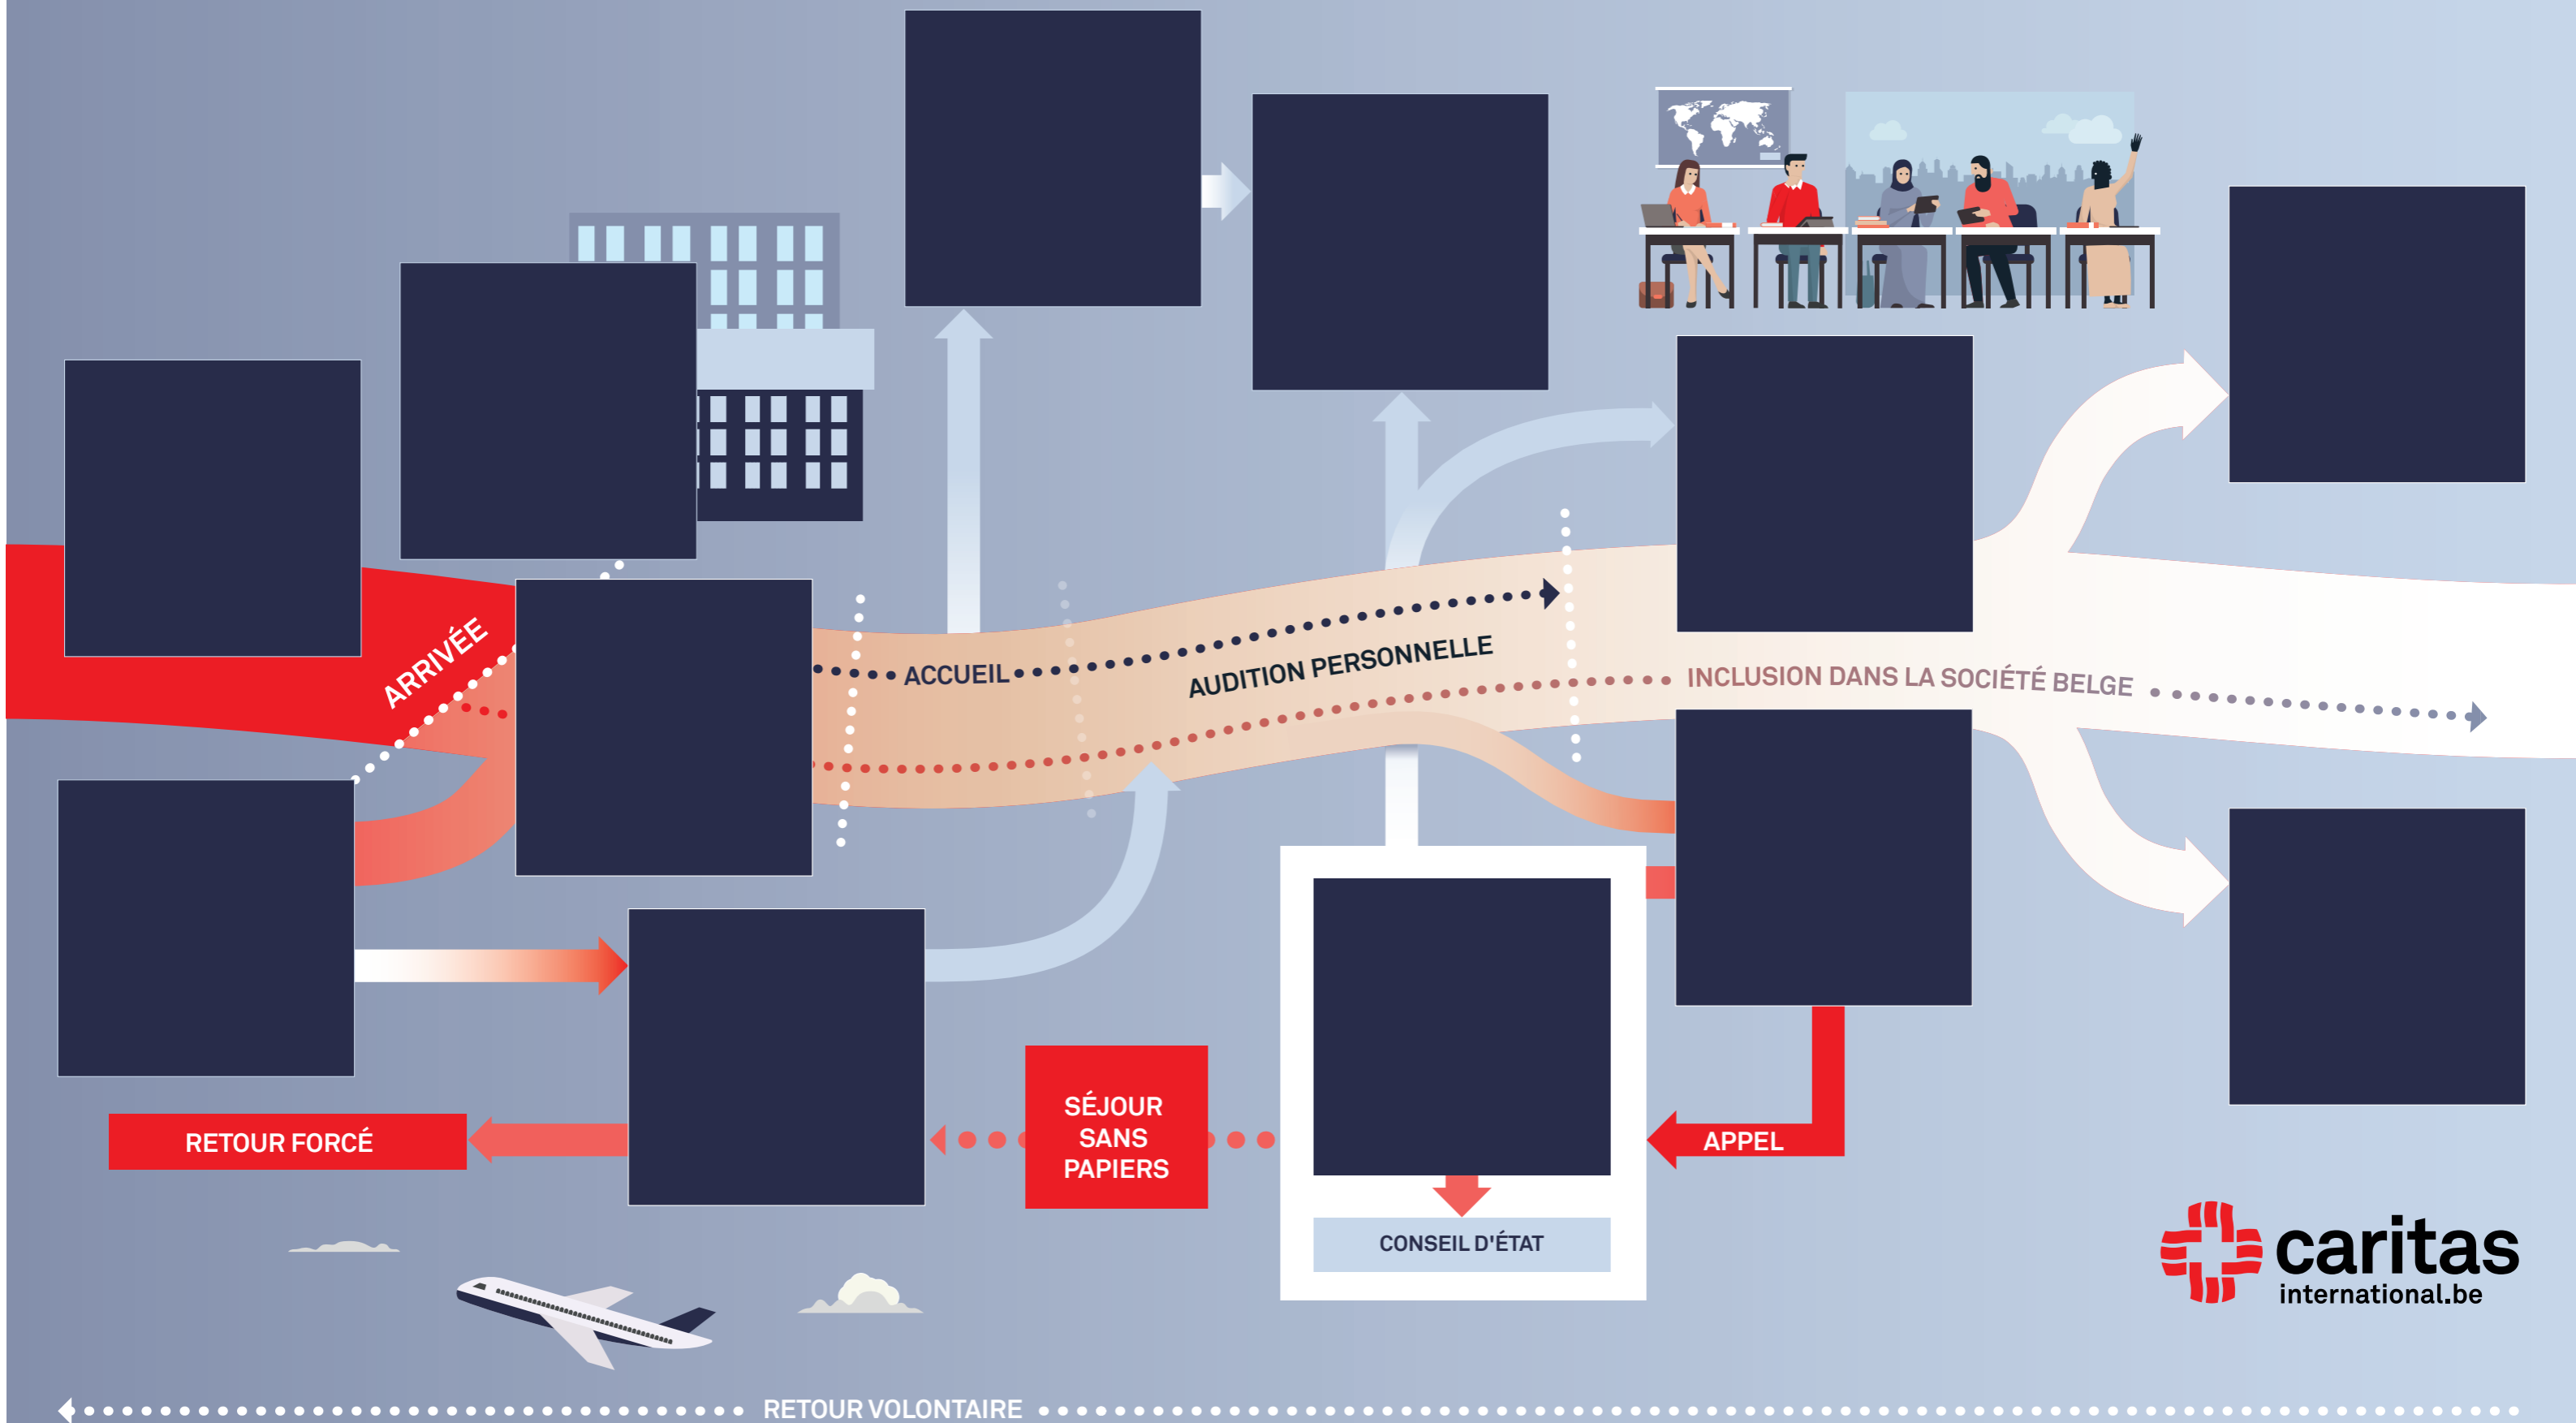 ARRIVÉE
ACCUEIL
AUDITION PERSONNELLE
INCLUSION DANS LA SOCIÉTÉ BELGE
SÉJOUR
SANS
PAPIERS
RETOUR FORCÉ
APPEL
CONSEIL D'ÉTAT
caritas
international.be
RETOUR VOLONTAIRE